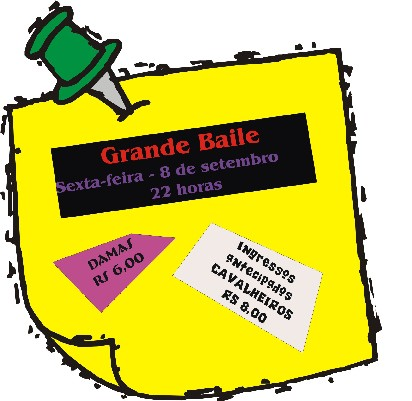 Grande Baile
Sexta-feira - 8 de setembro
22 horas
DAMAS
R$ 6,00
Ingressos
antecipados
CAVALHEIROS
R$ 8,00